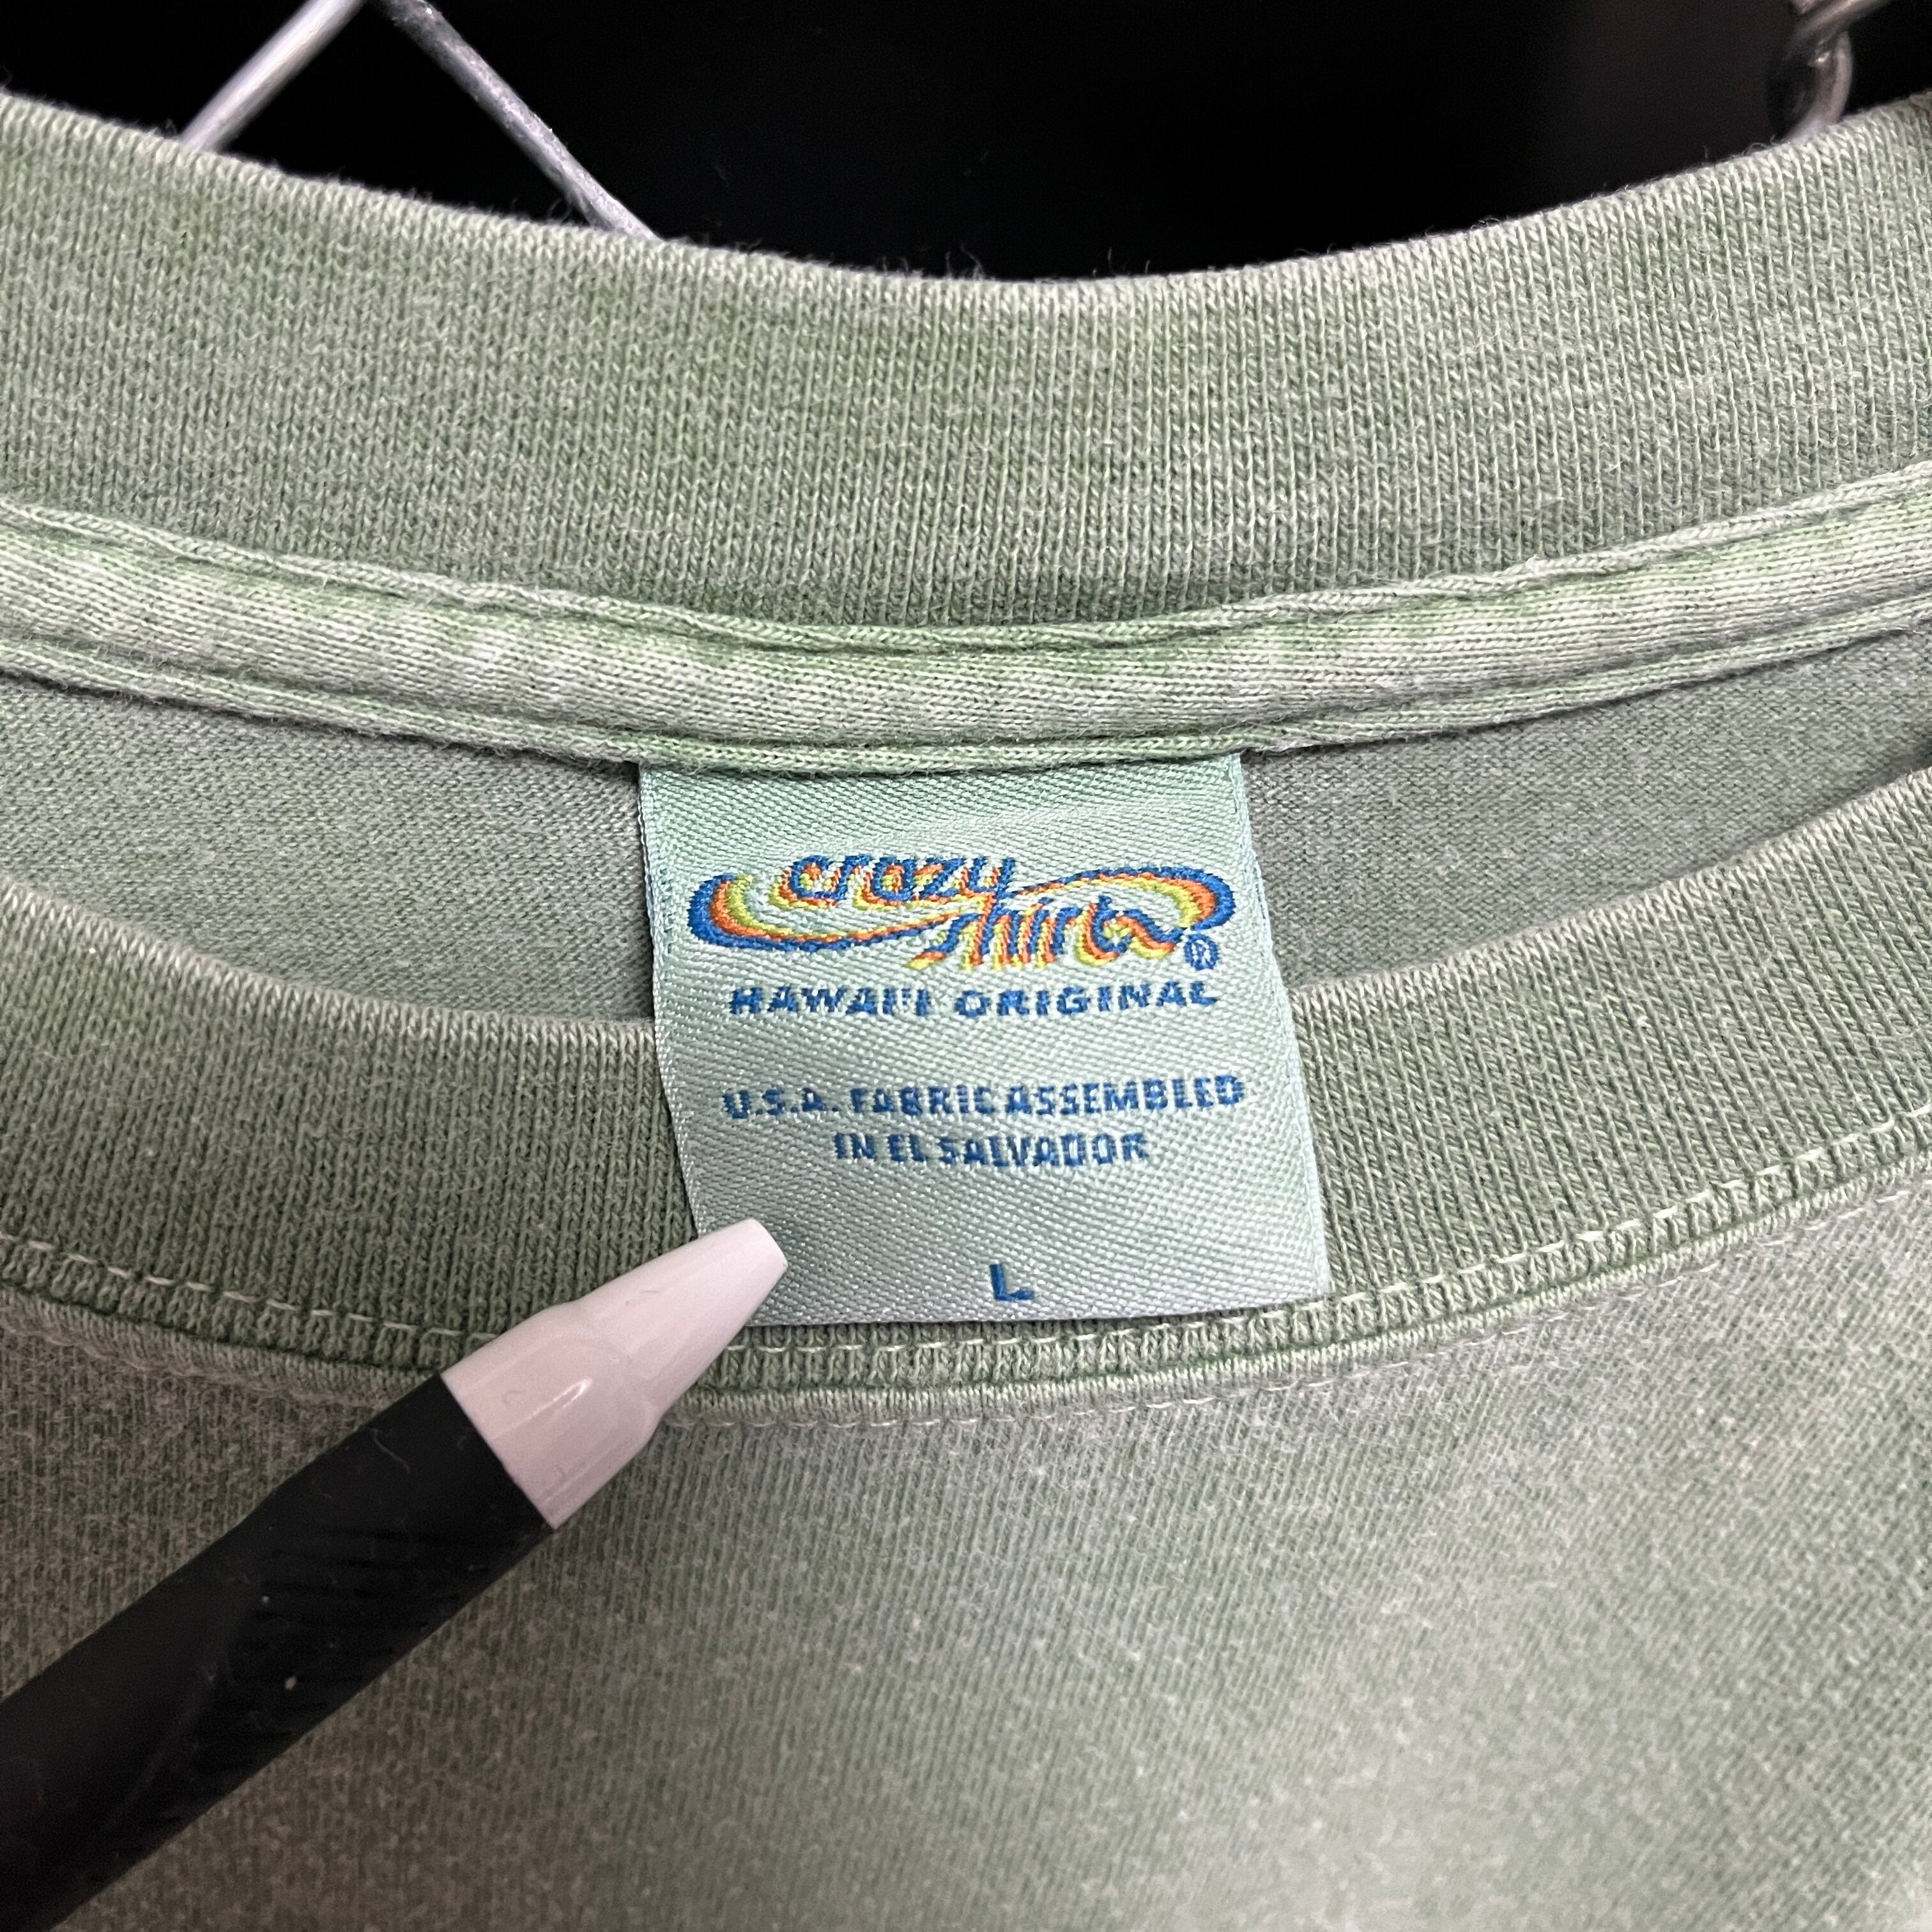 crazy
shirts®
HAWAI'I ORIGINAL
U.S.A. FABRIC ASSEMBLED
IN EL SALVADOR
L